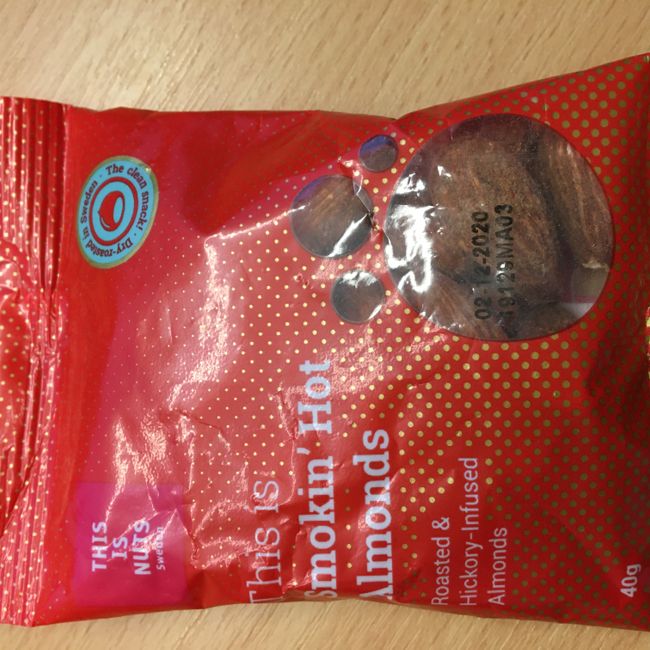 The clean snack! · Dry-roasted in Sweden ·
THIS
IS
NUTS
Sweden
This is
Smokin' Hot
Almonds
Roasted &
Hickory-Infused
Almonds
40g
02-12-2020
19129MA03